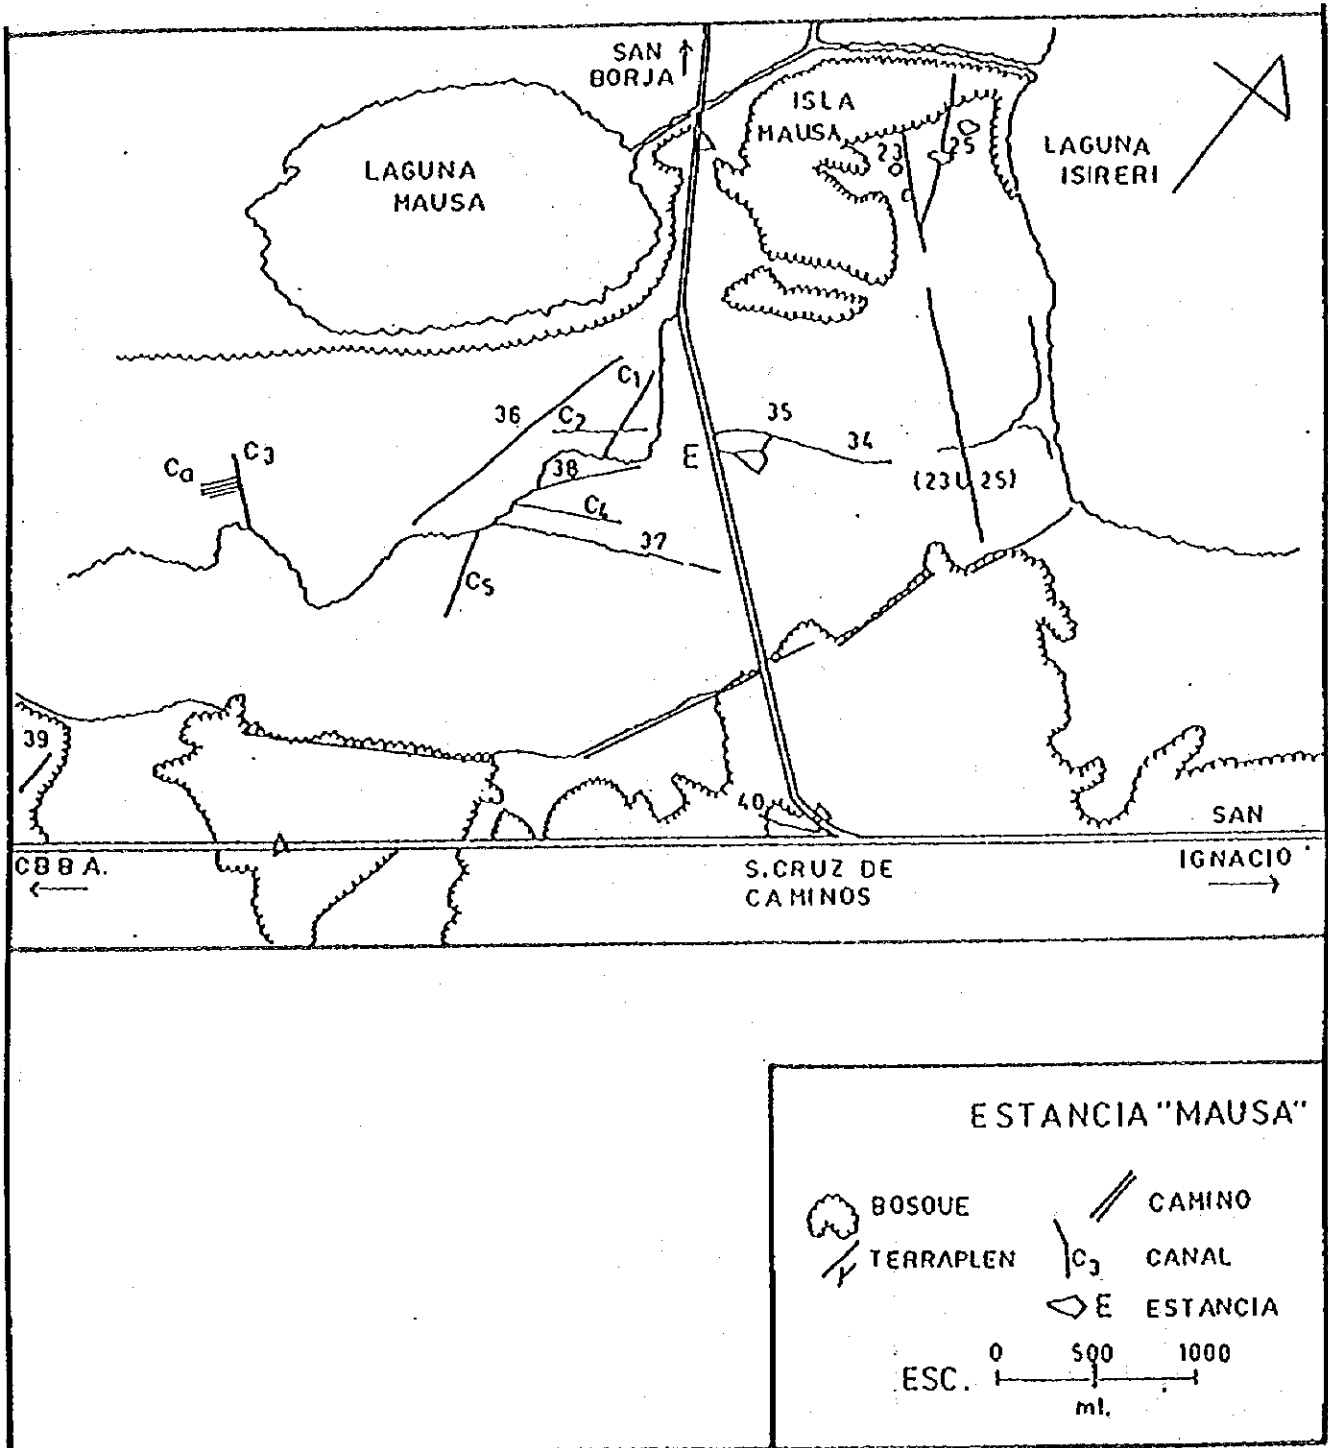 SAN
BORJA
ISLA
MAUSA
LAGUNA
MAUSA
LAGUNA
ISIRERI
23
25
C
C1
36
C2
35
34
E
C3
Ca
38
(23 U 25)
C4
37
C5
39
40
SAN
IGNACIO
CBBA.
S.CRUZ DE
CAMINOS
ESTANCIA "MAUSA"
BOSQUE
CAMINO
TERRAPLEN
C3
CANAL
E
ESTANCIA
0
500
1000
ESC.
ml.